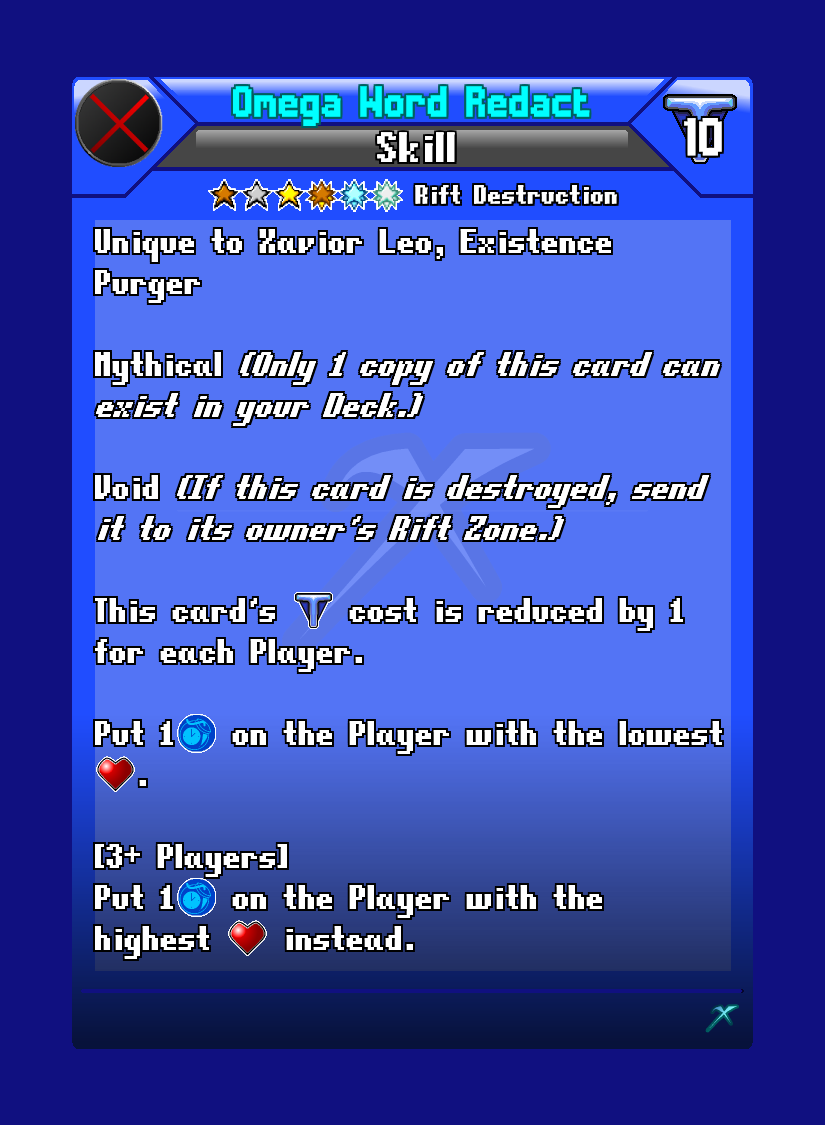 Omega Word Redact
10
Skill
Rift Destruction
Unique to Xavior Leo, Existence
Purger
Mythical (Only 1 copy of this card can
exist in your Deck.)
Void (If this card is destroyed, send
it to its owner's Rift Zone.)
This card's T cost is reduced by 1
for each Player.
Put 1 on the Player with the lowest
.
[3+ Players]
Put 1 on the Player with the
highest instead.